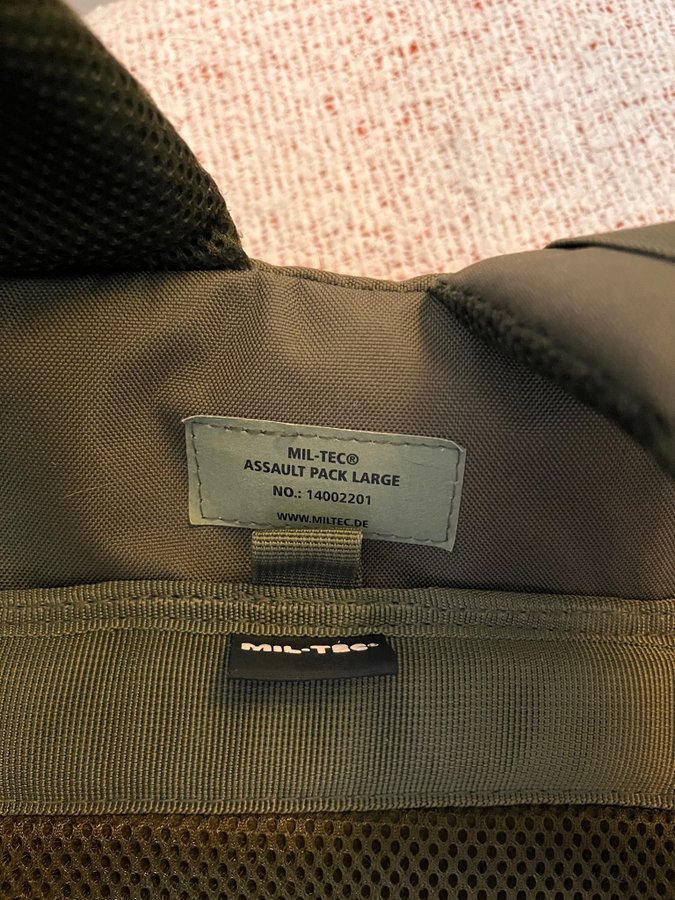 MIL-TEC®
ASSAULT PACK LARGE
NO.: 14002201
WWW.MILTEC.DE
MIL-TEC®